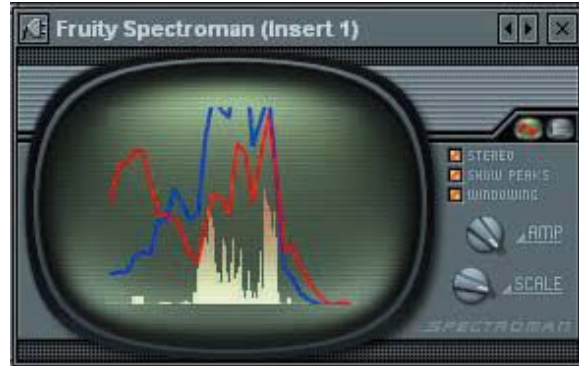 Fruity Spectroman (Insert 1)
STEREO
SHOW PEAKS
WINDOWING
AMP
SCALE
SPECTROMAN